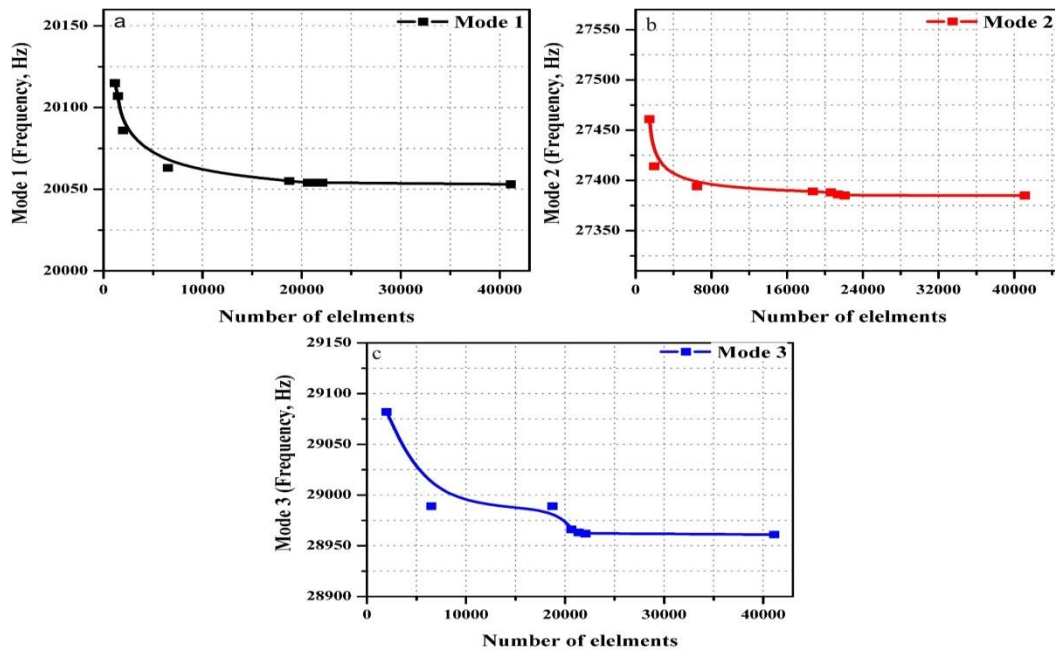 a
Mode 1
20150
20100
20050
20000
Mode 1 (Frequency, Hz)
0 10000 20000 30000 40000
Number of elelments
b
Mode 2
27550
27500
27450
27400
27350
Mode 2 (Frequency, Hz)
0 8000 16000 24000 32000 40000
Number of elelments
c
Mode 3
29150
29100
29050
29000
28950
28900
Mode 3 (Frequency, Hz)
0 10000 20000 30000 40000
Number of elelments